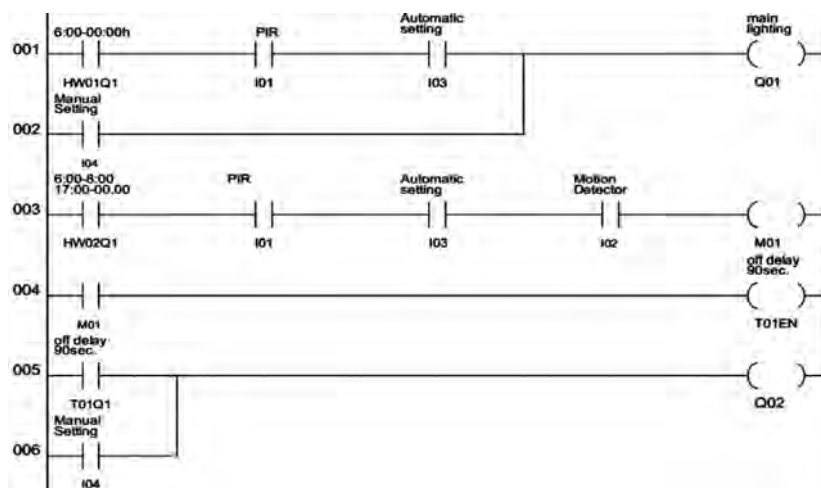 6:00-00:00h PIR Automatic setting main lighting
001
HW01Q1 I01 I03 Q01
Manual Setting
002
I04
6:00-8:00 17:00-00.00 PIR Automatic setting Motion Detector
003
HW02Q1 I01 I03 I02 M01
off delay 90sec.
004
M01 T01EN
off delay 90sec.
005
T01Q1 Q02
Manual Setting
006
I04